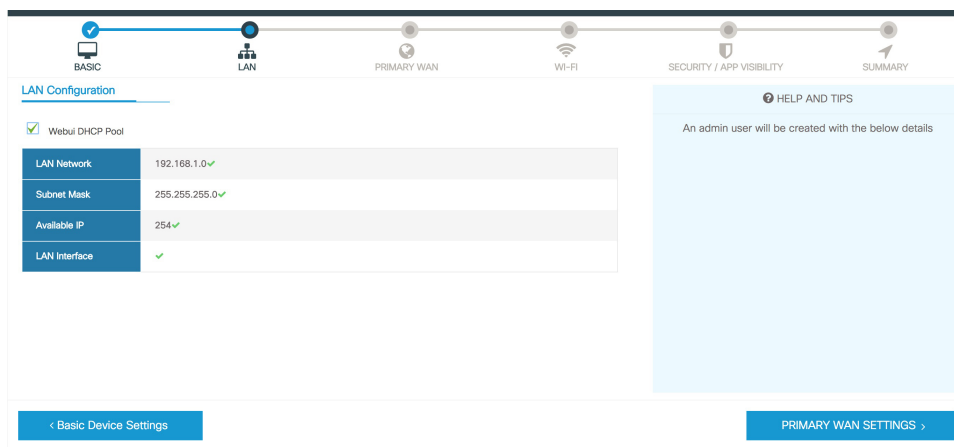 BASIC
LAN
PRIMARY WAN
WI-FI
SECURITY / APP VISIBILITY
SUMMARY
LAN Configuration
Webui DHCP Pool
LAN Network 192.168.1.0
Subnet Mask 255.255.255.0
Available IP 254
LAN Interface
HELP AND TIPS
An admin user will be created with the below details
< Basic Device Settings
PRIMARY WAN SETTINGS >